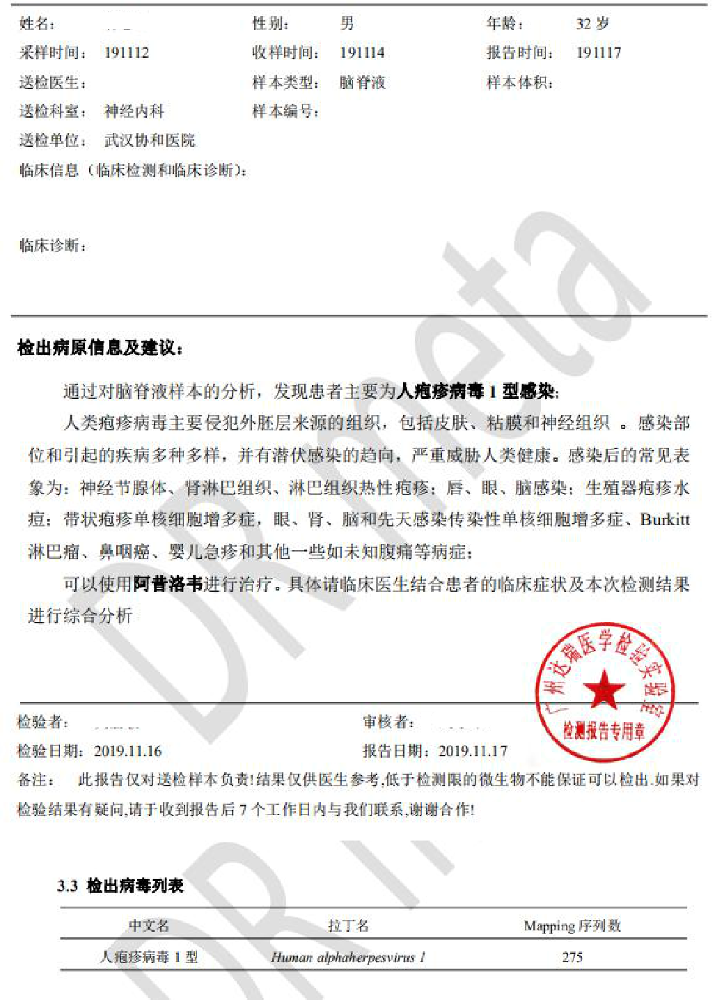 姓名： 性别： 男 年龄： 32 岁
采样时间： 191112 收样时间： 191114 报告时间： 191117
送检医生： 样本类型： 脑脊液 样本体积：
送检科室： 神经内科 样本编号：
送检单位： 武汉协和医院
临床信息（临床检测和临床诊断）：
临床诊断：
检出病原信息及建议：
通过对脑脊液样本的分析，发现患者主要为人疱疹病毒 1 型感染;
人类疱疹病毒主要侵犯外胚层来源的组织，包括皮肤、粘膜和神经组织 。感染部
位和引起的疾病多种多样，并有潜伏感染的趋向，严重威胁人类健康。感染后的常见表
象为：神经节腺体、肾淋巴组织、淋巴组织热性疱疹；唇、眼、脑感染；生殖器疱疹水
痘；带状疱疹单核细胞增多症，眼、肾、脑和先天感染传染性单核细胞增多症、Burkitt
淋巴瘤、鼻咽癌、婴儿急疹和其他一些如未知腹痛等病症；
可以使用阿昔洛韦进行治疗。具体请临床医生结合患者的临床症状及本次检测结果
进行综合分析
广州达瑞医学检验实验室
检测报告专用章
检验者： 审核者：
检验日期：2019.11.16 报告日期：2019.11.17
备注： 此报告仅对送检样本负责!结果仅供医生参考,低于检测限的微生物不能保证可以检出.如果对
检验结果有疑问,请于收到报告后 7 个工作日内与我们联系,谢谢合作!
3.3 检出病毒列表
中文名 拉丁名 Mapping 序列数
人疱疹病毒 1 型 Human alphaherpesvirus 1 275
DR meta